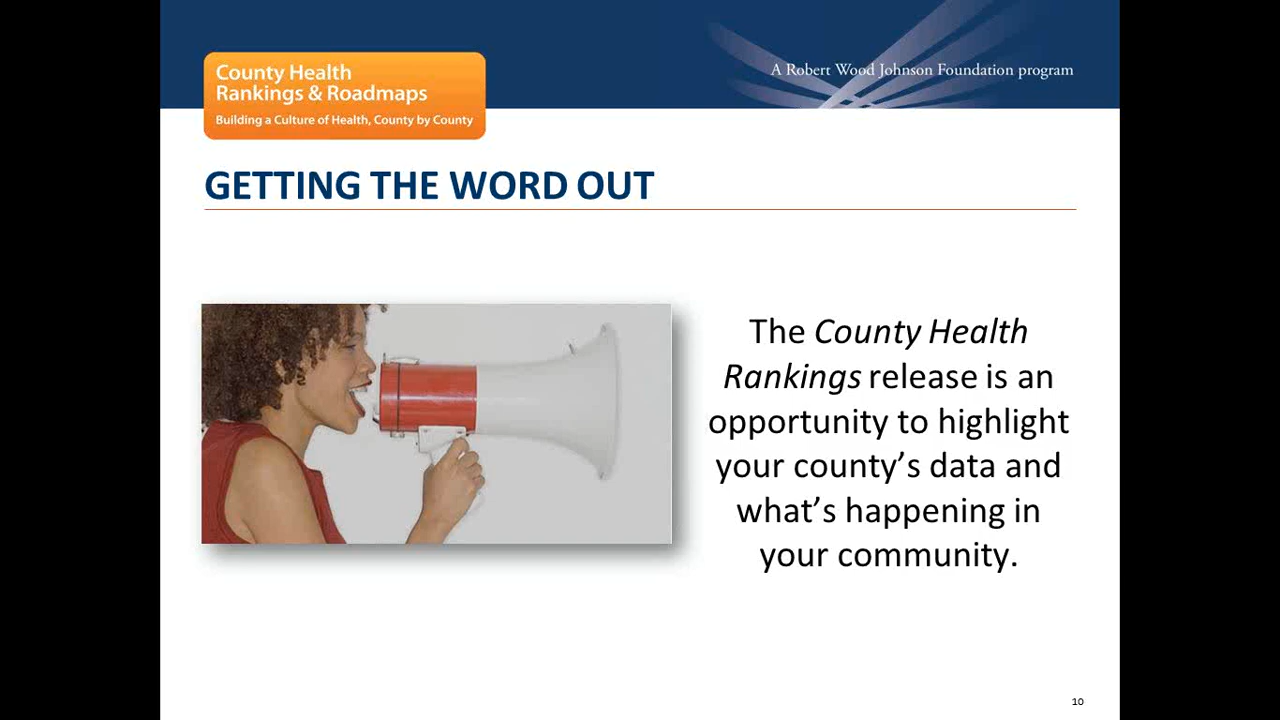 County Health
Rankings & Roadmaps
Building a Culture of Health, County by County
A Robert Wood Johnson Foundation program
GETTING THE WORD OUT
The County Health
Rankings release is an
opportunity to highlight
your county’s data and
what’s happening in
your community.
10